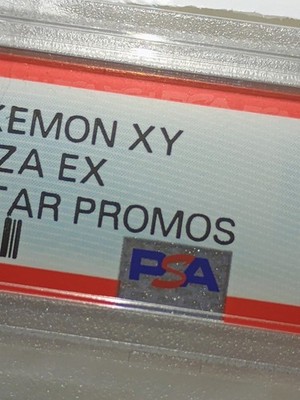 KEMON XY
ZA EX
TAR PROMOS
PSA